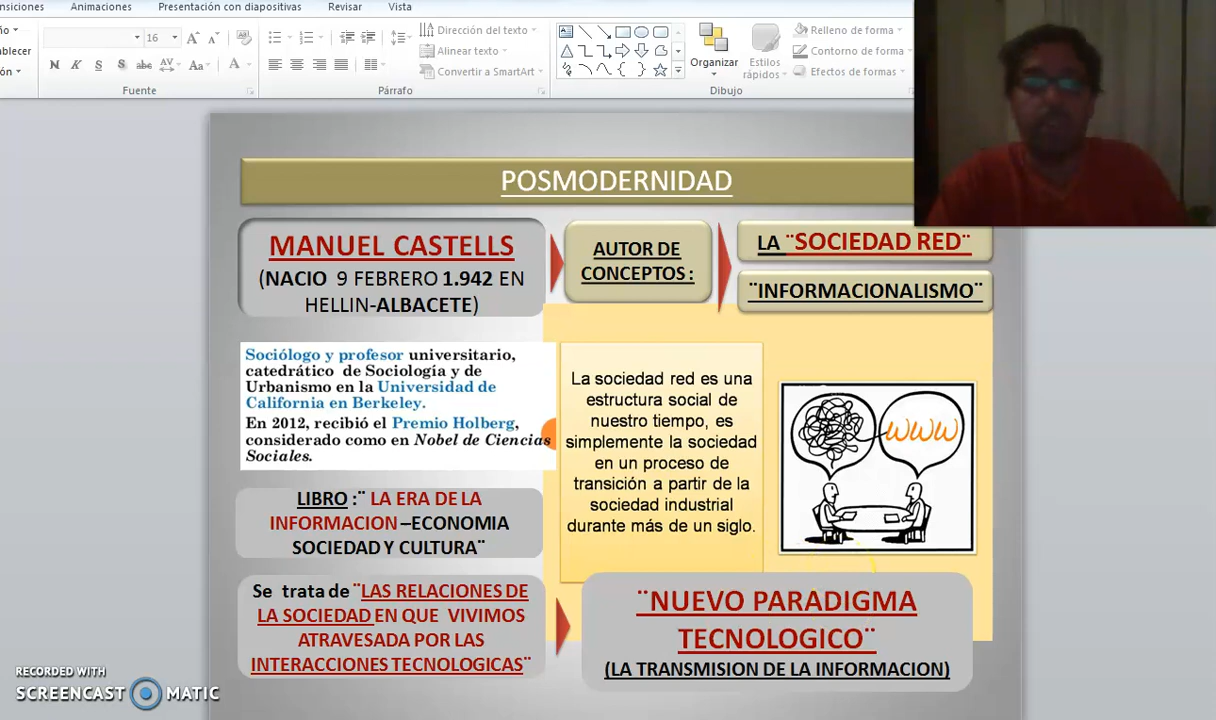 nsiciones Animaciones Presentación con diapositivas Revisar Vista
ño
ablecer
ón
16
N K S S abc AV Aa A
Fuente
Párrafo
Dirección del texto
Alinear texto
Convertir a SmartArt
Organizar
Estilos
rápidos
Relleno de forma
Contorno de forma
Efectos de formas
Dibujo
POSMODERNIDAD
MANUEL CASTELLS
(NACIO 9 FEBRERO 1.942 EN
HELLIN-ALBACETE)
AUTOR DE
CONCEPTOS :
LA ¨SOCIEDAD RED¨
¨INFORMACIONALISMO¨
Sociólogo y profesor universitario,
catedrático de Sociología y de
Urbanismo en la Universidad de
California en Berkeley.
En 2012, recibió el Premio Holberg,
considerado como en Nobel de Ciencias
Sociales.
La sociedad red es una
estructura social de
nuestro tiempo, es
simplemente la sociedad
en un proceso de
transición a partir de la
sociedad industrial
durante más de un siglo.
WWW
LIBRO :¨ LA ERA DE LA
INFORMACION –ECONOMIA
SOCIEDAD Y CULTURA¨
Se trata de ¨LAS RELACIONES DE
LA SOCIEDAD EN QUE VIVIMOS
ATRAVESADA POR LAS
INTERACCIONES TECNOLOGICAS¨
¨NUEVO PARADIGMA
TECNOLOGICO¨
(LA TRANSMISION DE LA INFORMACION)
RECORDED WITH
SCREENCAST MATIC